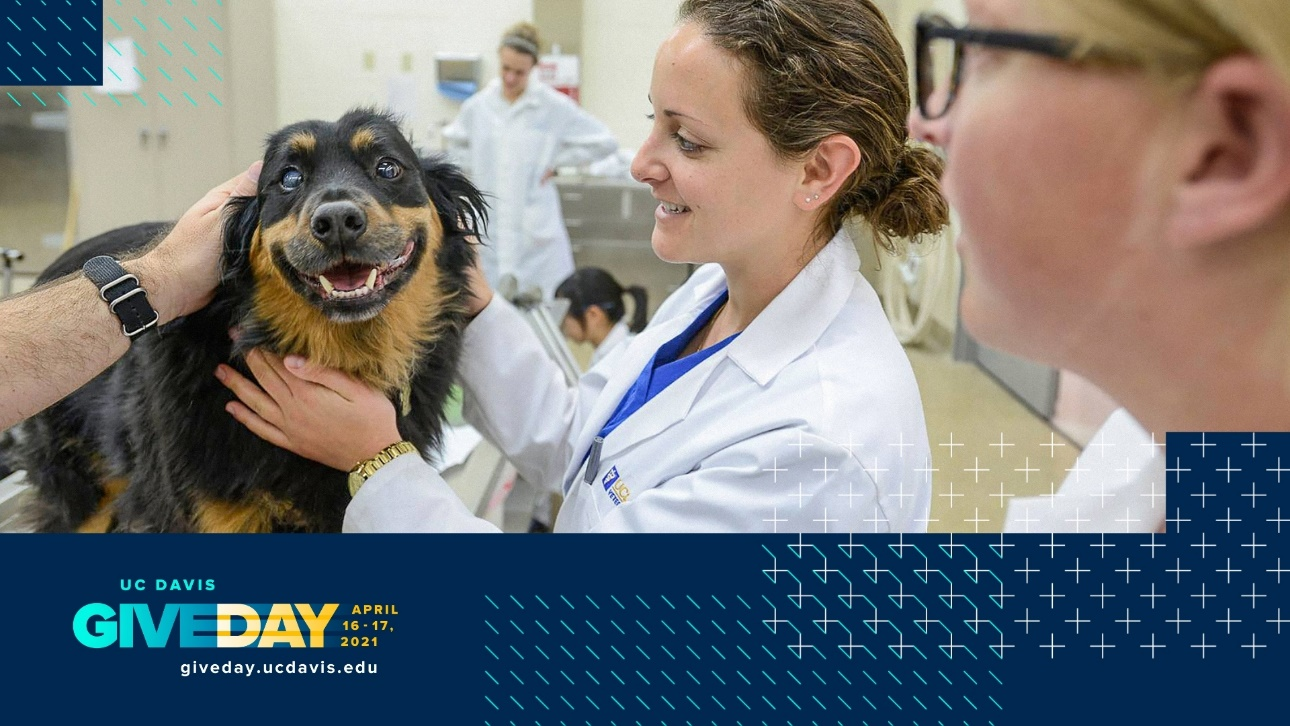 UC DAVIS
GIVEDAY
APRIL
16-17,
2021
giveday.ucdavis.edu